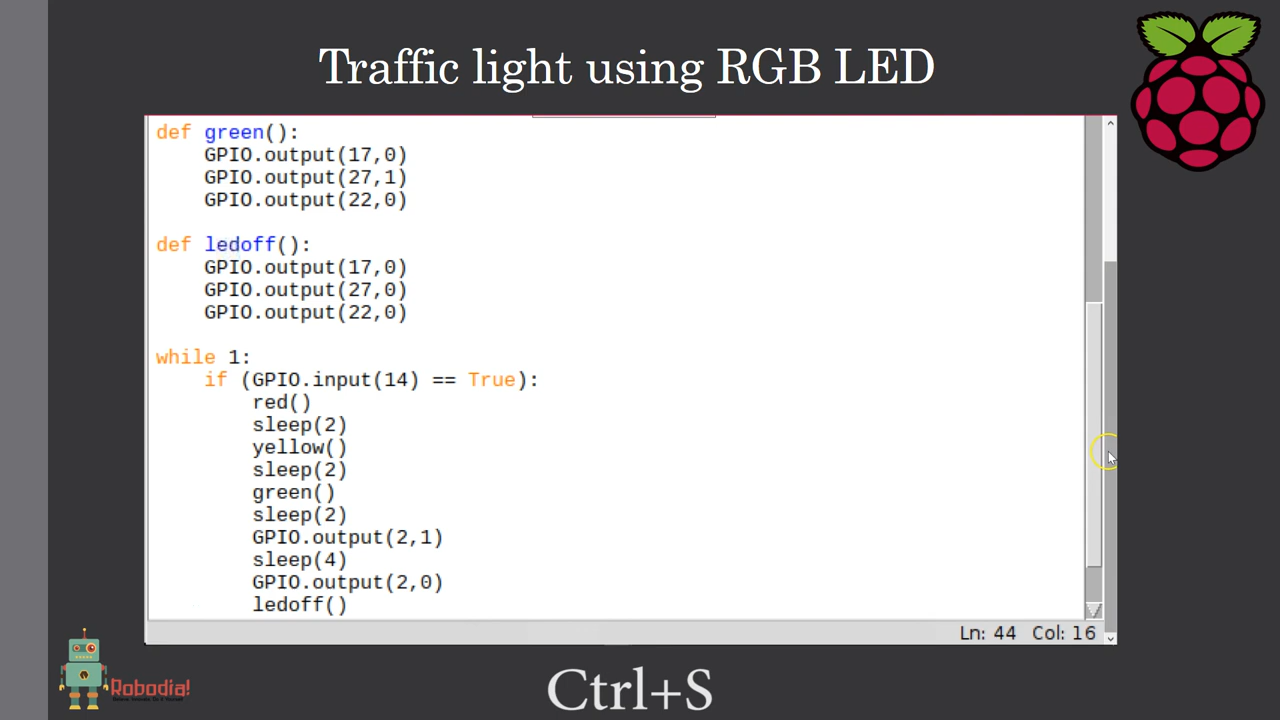 Traffic light using RGB LED
def green():
    GPIO.output(17,0)
    GPIO.output(27,1)
    GPIO.output(22,0)
def ledoff():
    GPIO.output(17,0)
    GPIO.output(27,0)
    GPIO.output(22,0)
while 1:
    if (GPIO.input(14) == True):
        red()
        sleep(2)
        yellow()
        sleep(2)
        green()
        sleep(2)
        GPIO.output(2,1)
        sleep(4)
        GPIO.output(2,0)
        ledoff()
Ln: 44 Col: 16
Robodia!
Ctrl+S